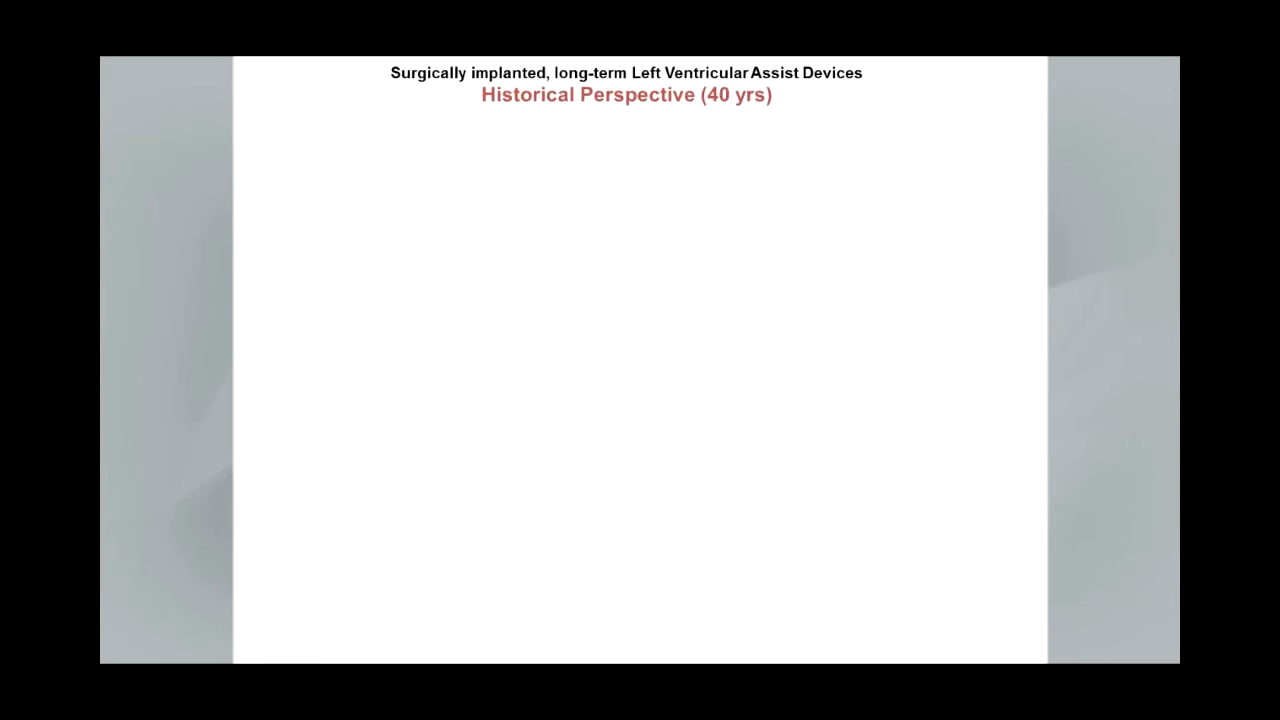 Surgically implanted, long-term Left Ventricular Assist Devices
Historical Perspective (40 yrs)